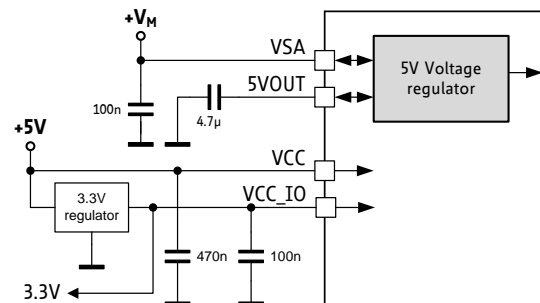 +VM
VSA
5V Voltage
regulator
100n
5VOUT
4.7µ
+5V
VCC
3.3V
regulator
VCC_IO
470n
100n
3.3V